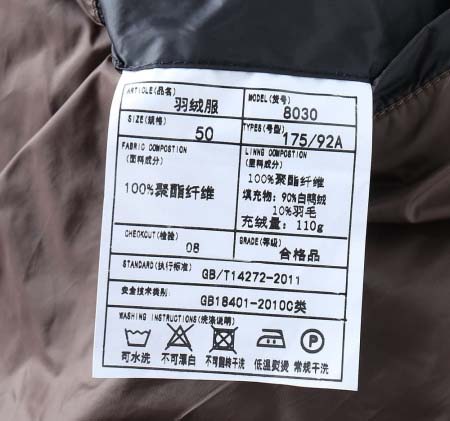 ARTICLE(品名) 羽绒服 MODEL(货号) 8030
SIZE(规格) 50 TYPES(号型) 175/92A
FABRIC COMPOSTION LINNG COMPOSTION
(面料成分) (里料成分)
100%聚酯纤维 100%聚酯纤维
填充物: 90%白鸭绒
10%羽毛
充绒量: 110g
CHECKOUT(检验) 08 GRADE(等级) 合格品
STANDARD(执行标准) GB/T14272-2011
安全技术类别: GB18401-2010C类
WASHING INSTRUCTIONS(洗涤说明)
可水洗 不可漂白 不可翻转干洗 低温熨烫 常规干洗